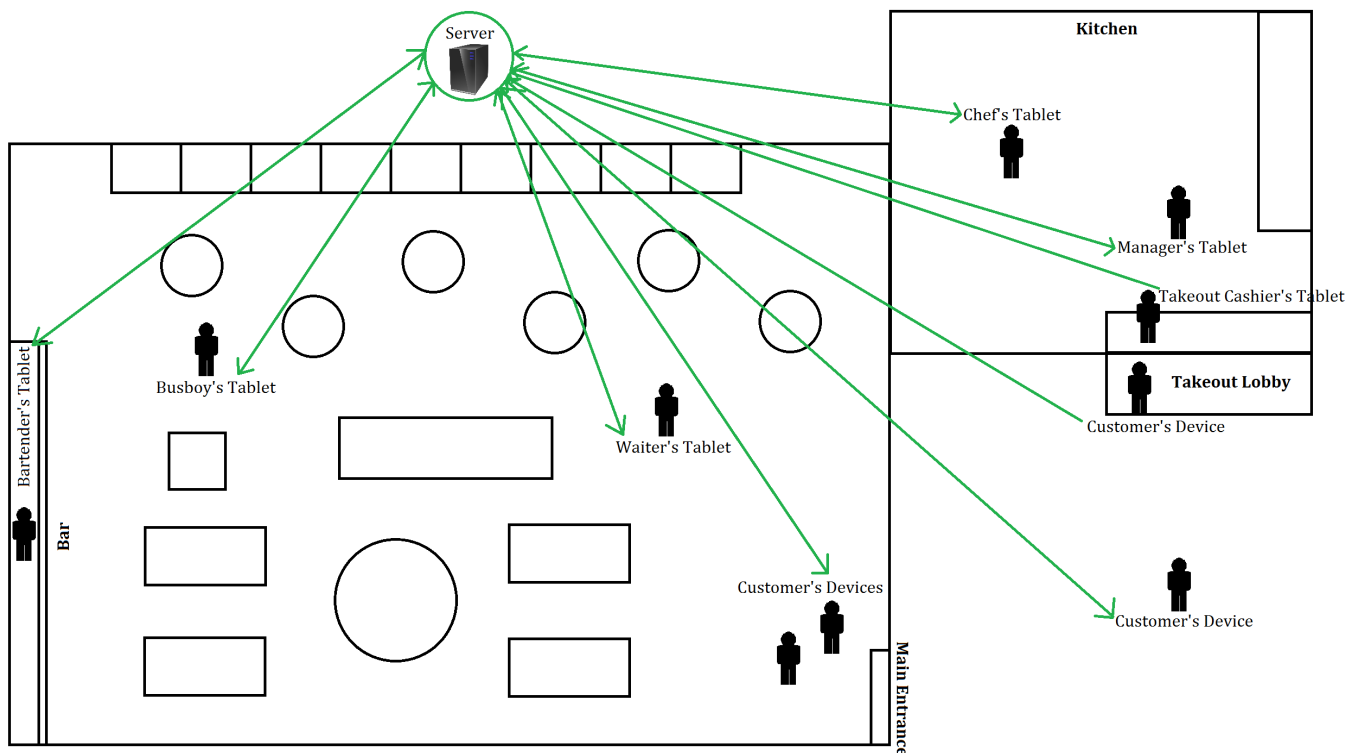 Server
Kitchen
Chef's Tablet
Manager's Tablet
Takeout Cashier's Tablet
Takeout Lobby
Customer's Device
Bartender's Tablet
Busboy's Tablet
Waiter's Tablet
Bar
Customer's Devices
Customer's Device
Main Entrance